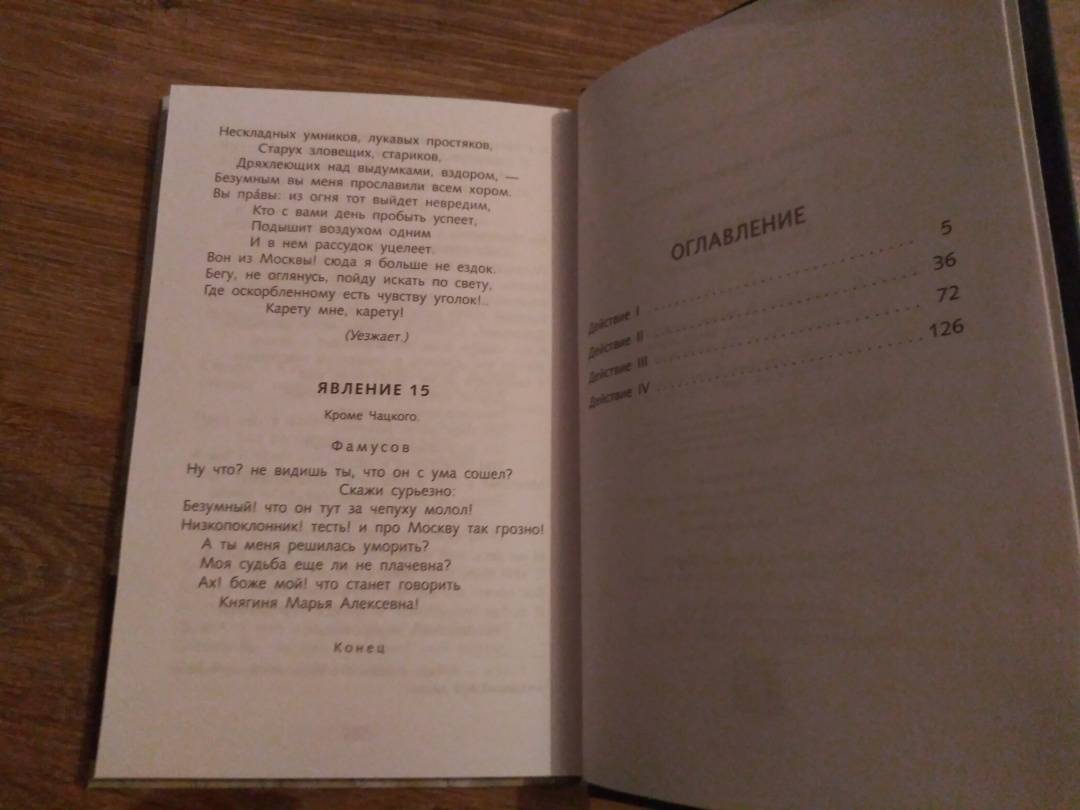 Нескладных умников, лукавых простяков,
Старух зловещих, стариков,
Дряхлеющих над выдумками, вздором, —
Безумным вы меня прославили всем хором.
Вы пра́вы: из огня тот выйдет невредим,
Кто с вами день пробыть успеет,
Подышит воздухом одним
И в нем рассудок уцелеет.
Вон из Москвы! сюда я больше не ездок.
Бегу, не оглянусь, пойду искать по свету,
Где оскорбленному есть чувству уголок!..
Карету мне, карету!
(Уезжает.)
ЯВЛЕНИЕ 15
Кроме Чацкого.
Фамусов
Ну что? не видишь ты, что он с ума сошел?
Скажи сурьезно:
Безумный! что он тут за чепуху молол!
Низкопоклонник! тесть! и про Москву так грозно!
А ты меня решилась уморить?
Моя судьба еще ли не плачевна?
Ах! боже мой! что станет говорить
Княгиня Марья Алексевна!
Конец
ОГЛАВЛЕНИЕ
Действие I 5
Действие II 36
Действие III 72
Действие IV 126